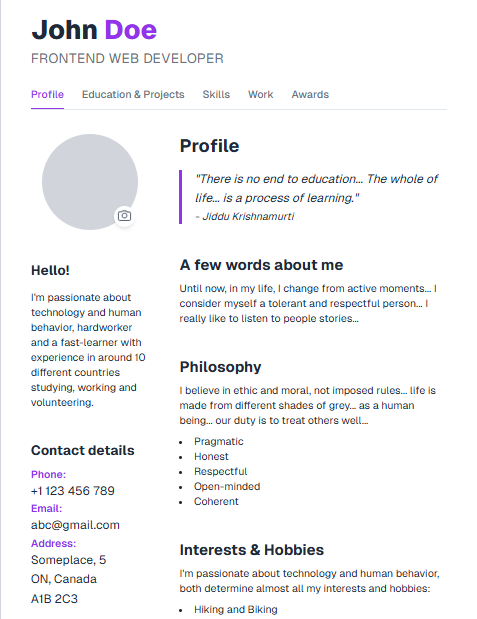 John Doe
FRONTEND WEB DEVELOPER
Profile Education & Projects Skills Work Awards
Hello!
I'm passionate about
technology and human
behavior, hardworker
and a fast-learner with
experience in around 10
different countries
studying, working and
volunteering.
Contact details
Phone:
+1 123 456 789
Email:
abc@gmail.com
Address:
Someplace, 5
ON, Canada
A1B 2C3
Profile
"There is no end to education... The whole of
life... is a process of learning."
- Jiddu Krishnamurti
A few words about me
Until now, in my life, I change from active moments... I
consider myself a tolerant and respectful person... I
really like to listen to people stories...
Philosophy
I believe in ethic and moral, not imposed rules... life is
made from different shades of grey... as a human
being... our duty is to treat others well...
• Pragmatic
• Honest
• Respectful
• Open-minded
• Coherent
Interests & Hobbies
I'm passionate about technology and human behavior,
both determine almost all my interests and hobbies:
• Hiking and Biking